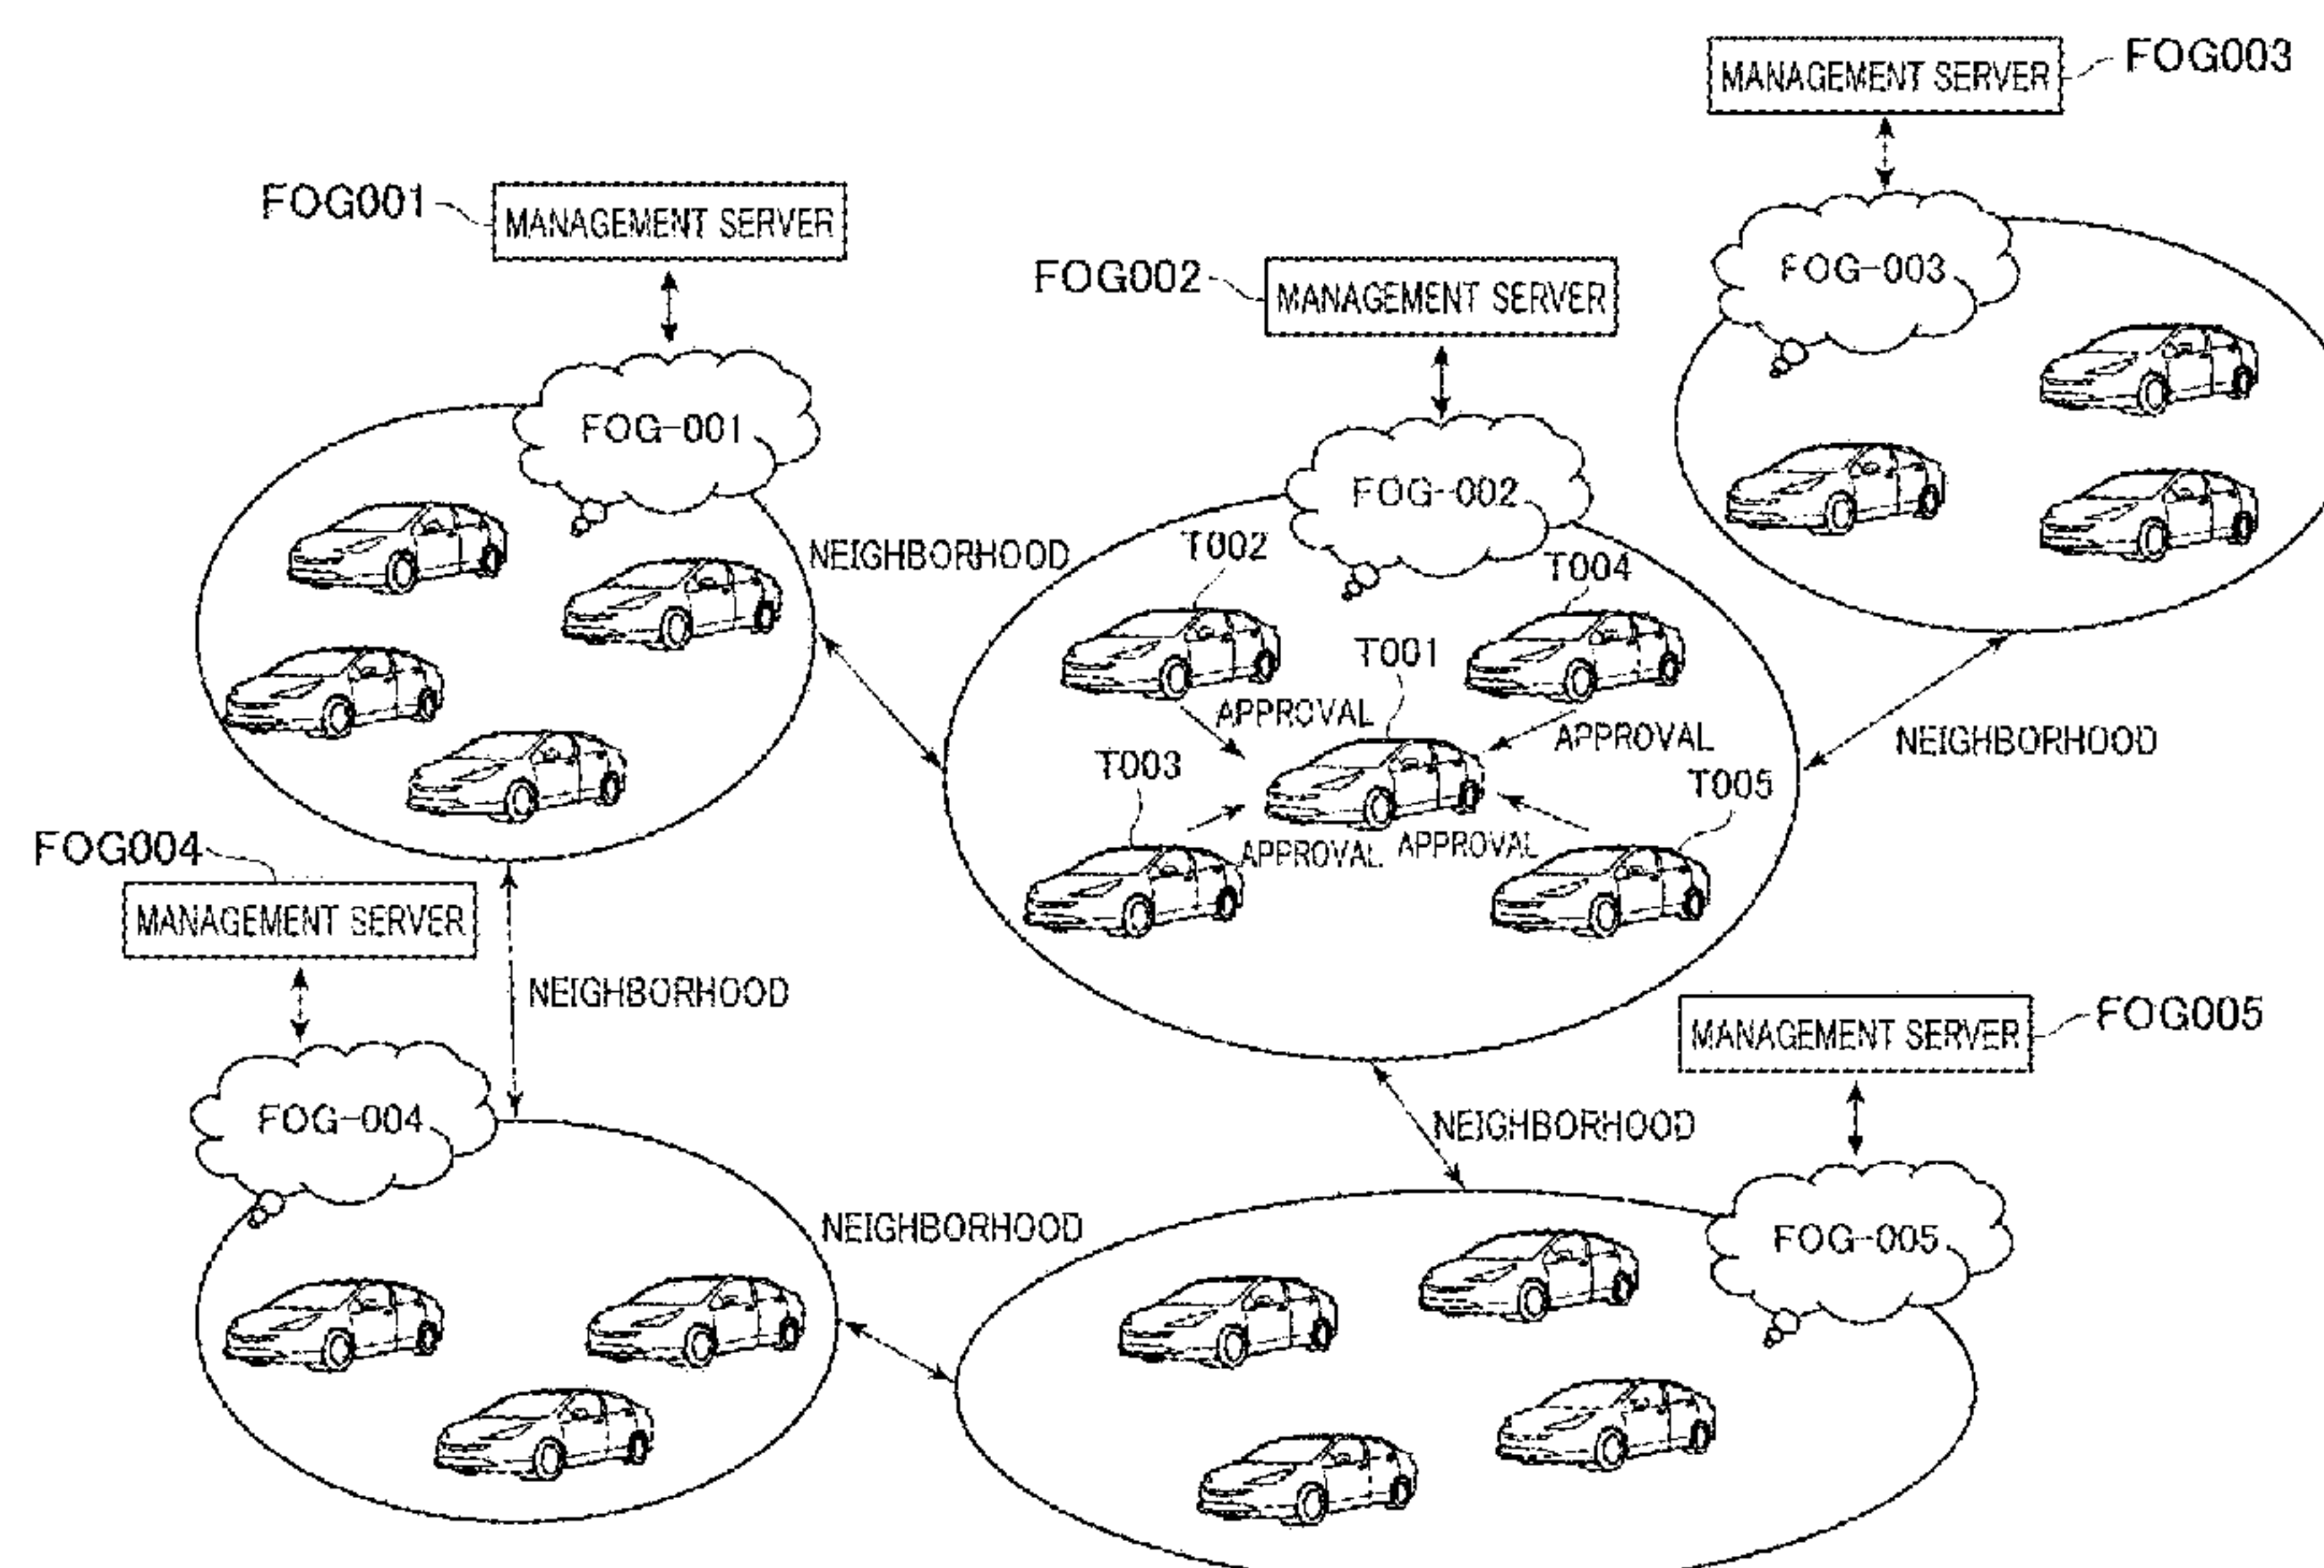 FOG003
MANAGEMENT SERVER
FOG001
MANAGEMENT SERVER
FOG002
MANAGEMENT SERVER
FOG-003
FOG-001
FOG-002
NEIGHBORHOOD
T002
T004
T001
APPROVAL
APPROVAL
NEIGHBORHOOD
T003
T005
APPROVAL
APPROVAL
FOG004
MANAGEMENT SERVER
NEIGHBORHOOD
FOG005
MANAGEMENT SERVER
FOG-004
NEIGHBORHOOD
NEIGHBORHOOD
FOG-005